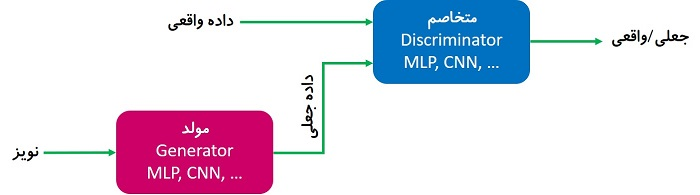 داده واقعی
متخاصم
Discriminator
MLP, CNN, ...
جعلی/واقعی
داده جعلی
مولد
Generator
MLP, CNN, ...
نویز